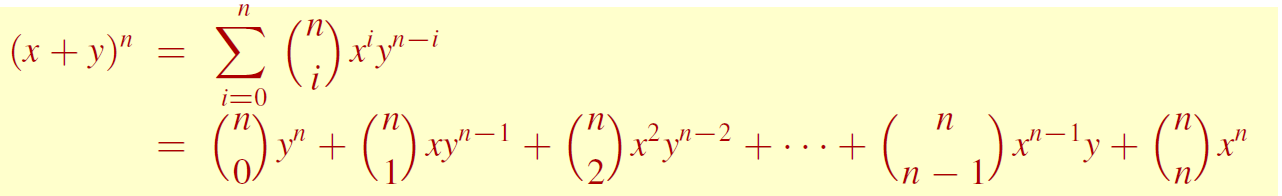 $(x + y)^n = \sum_{i=0}^{n} \binom{n}{i} x^i y^{n-i}$
$= \binom{n}{0} y^n + \binom{n}{1} x y^{n-1} + \binom{n}{2} x^2 y^{n-2} + \cdots + \binom{n}{n-1} x^{n-1} y + \binom{n}{n} x^n$